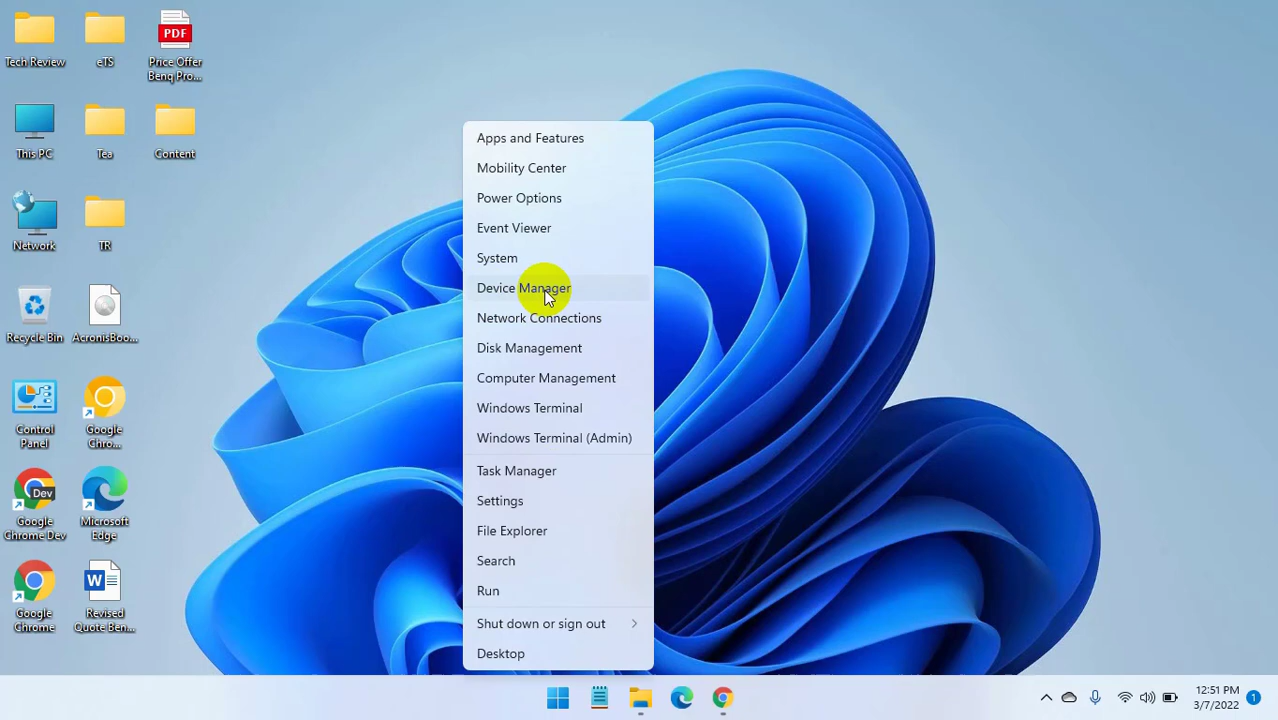 Tech Review
eTS
PDF
Price Offer
Benq Pro...
This PC
Tea
Content
Network
TR
Recycle Bin
AcronisBoo...
Control
Panel
Google
Chro...
Dev
Google
Chrome Dev
Microsoft
Edge
Google
Chrome
W
Revised
Quote Ben...
Apps and Features
Mobility Center
Power Options
Event Viewer
System
Device Manager
Network Connections
Disk Management
Computer Management
Windows Terminal
Windows Terminal (Admin)
Task Manager
Settings
File Explorer
Search
Run
Shut down or sign out
Desktop
12:51 PM
3/7/2022
1